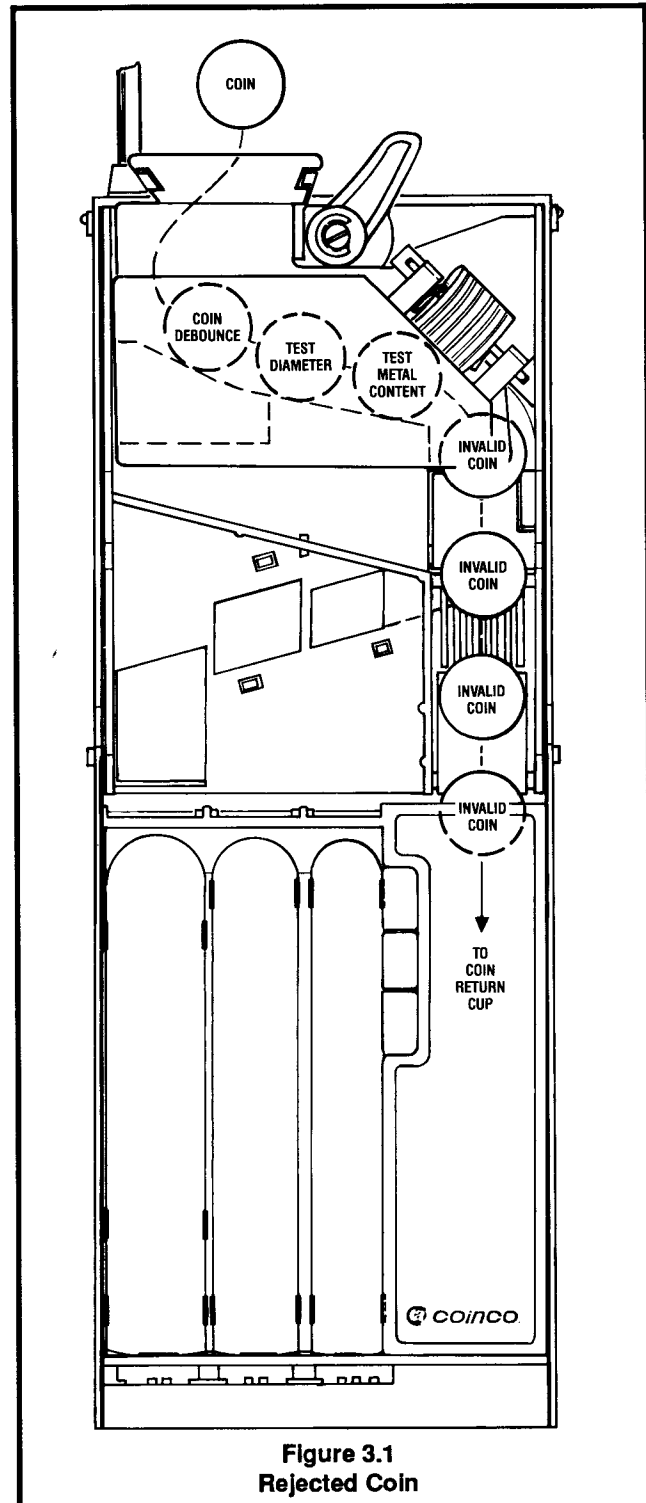 COIN
COIN
DEBOUNCE
TEST
DIAMETER
TEST
METAL
CONTENT
INVALID
COIN
INVALID
COIN
INVALID
COIN
INVALID
COIN
TO
COIN
RETURN
CUP
coinco
Figure 3.1
Rejected Coin